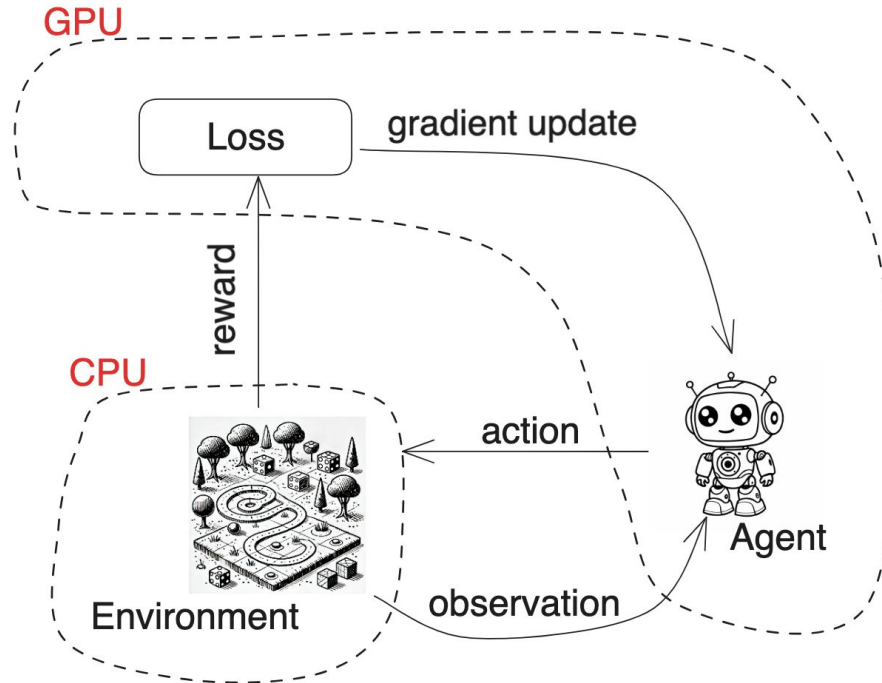 GPU
Loss
gradient update
reward
CPU
action
Agent
observation
Environment